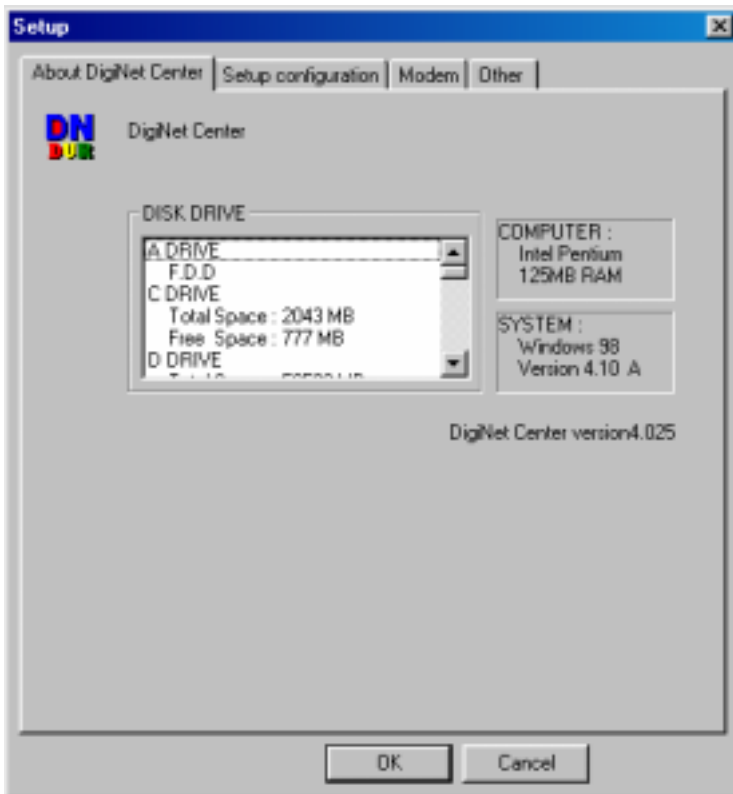 Setup
About DigiNet Center Setup configuration Modem Other
DN
DVR
DigiNet Center
DISK DRIVE
A DRIVE
F.D.D
C DRIVE
Total Space : 2043 MB
Free Space : 777 MB
D DRIVE
COMPUTER :
Intel Pentium
125MB RAM
SYSTEM :
Windows 98
Version 4.10 A
DigiNet Center version4.025
OK Cancel